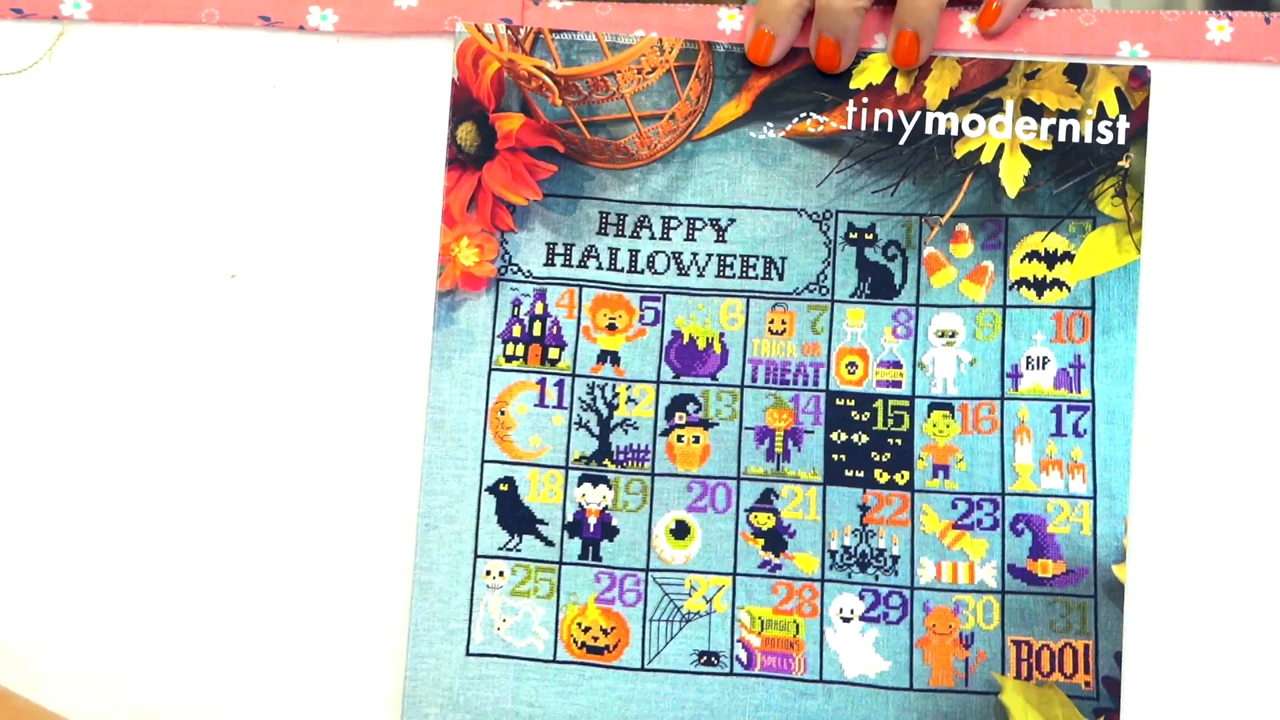 tinymodernist
HAPPY
HALLOWEEN
1 2 3
4 5 6 7 8 9 10
TRICK OR
TREAT
POISON
RIP
11 12 13 14 15 16 17
18 19 20 21 22 23 24
25 26 27 28 29 30 31
MAGIC
POTIONS
SPELLS
BOO!